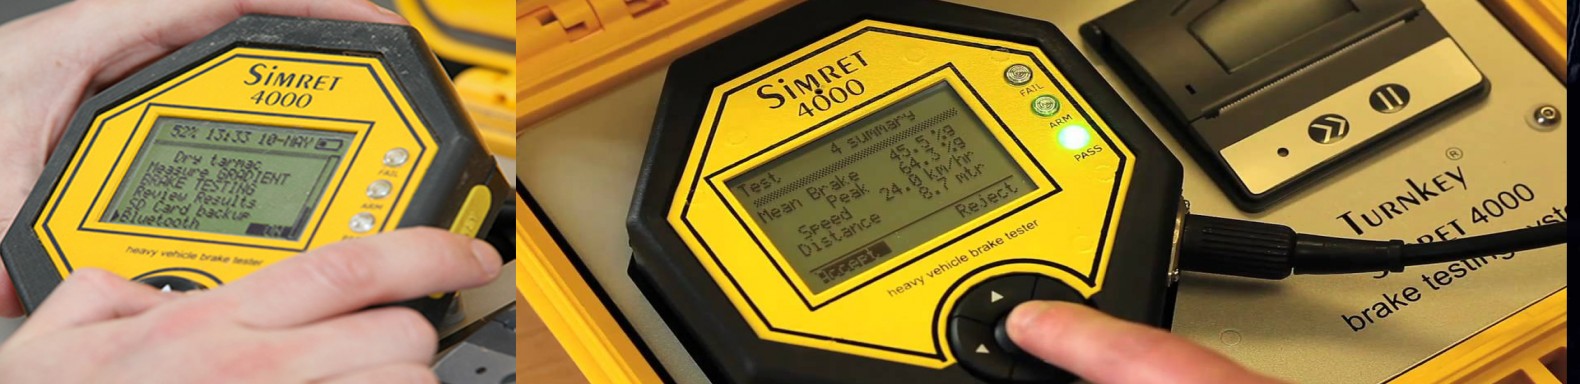 SIMRET
4000
52% 13:33 10-MAY
Dry tarmac
Measure GRADIENT
BRAKE TESTING
Review Results
SD Card backup
Bluetooth
FAIL
ARM
heavy vehicle brake tester
SIMRET
4000
Test 4 summary
Mean Brake 45.5 %g
Peak 64.3 %g
Speed 24.0 km/hr
Distance 8.7 mtr
Accept Reject
FAIL
ARM
PASS
heavy vehicle brake tester
TURNKEY ®
4000
brake testing